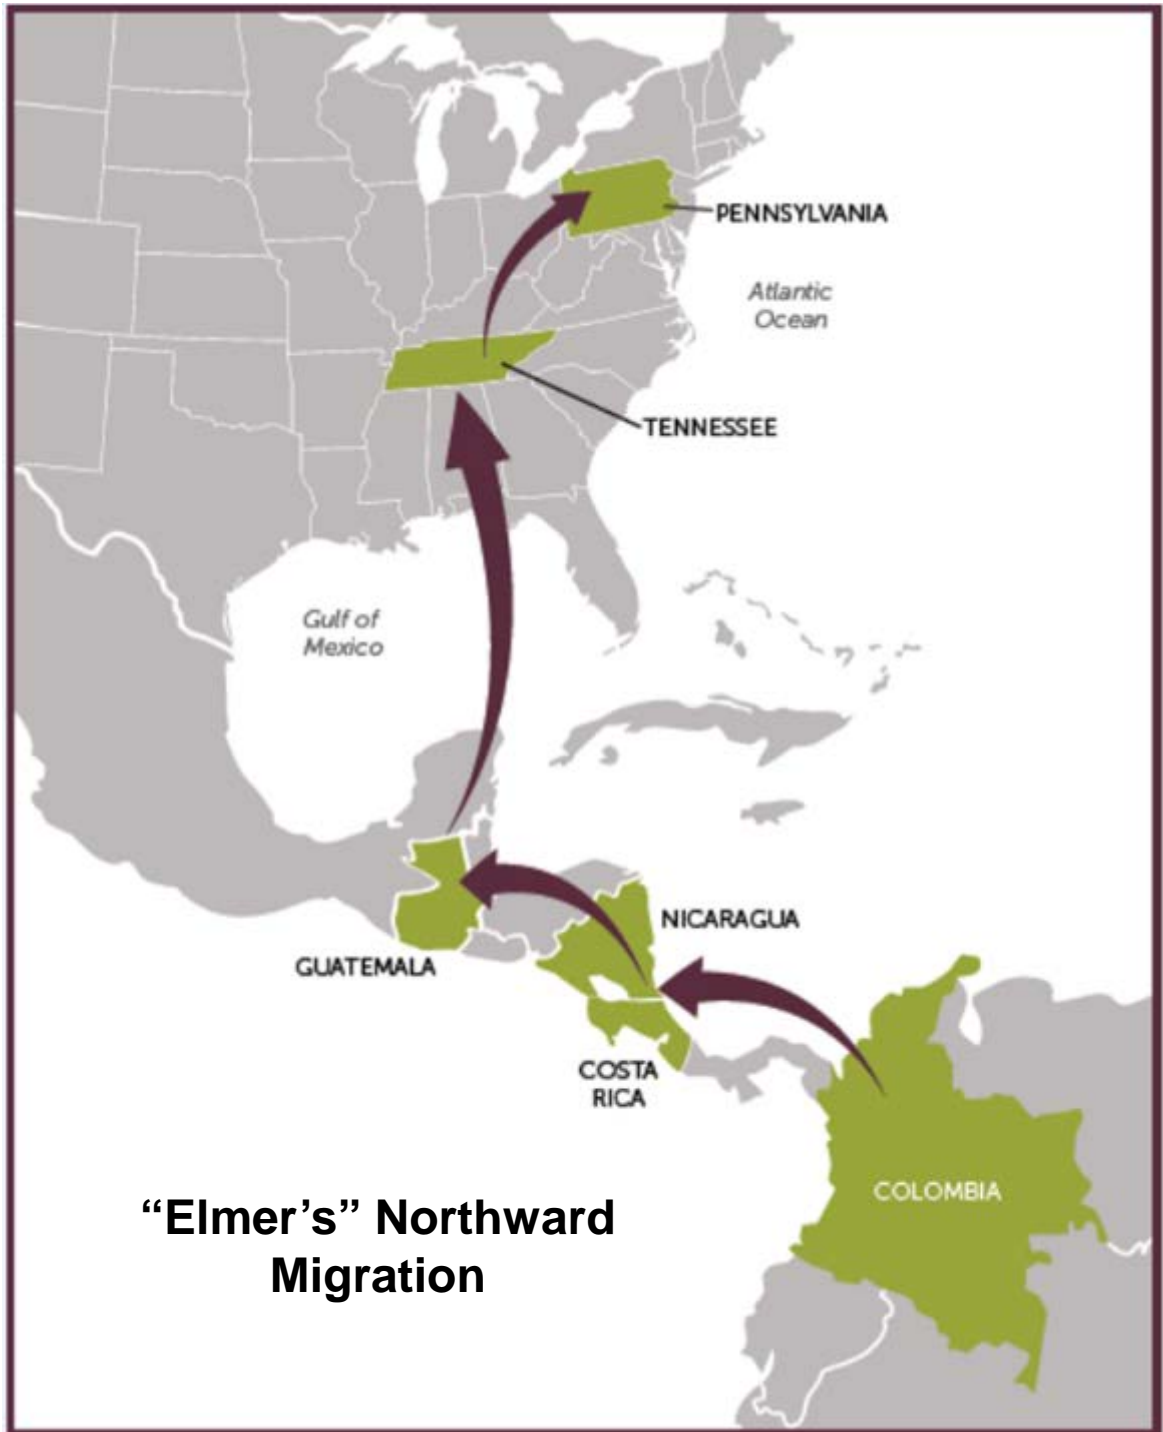 PENNSYLVANIA
Atlantic
Ocean
TENNESSEE
Gulf of
Mexico
NICARAGUA
GUATEMALA
COSTA
RICA
COLOMBIA
“Elmer’s” Northward
Migration